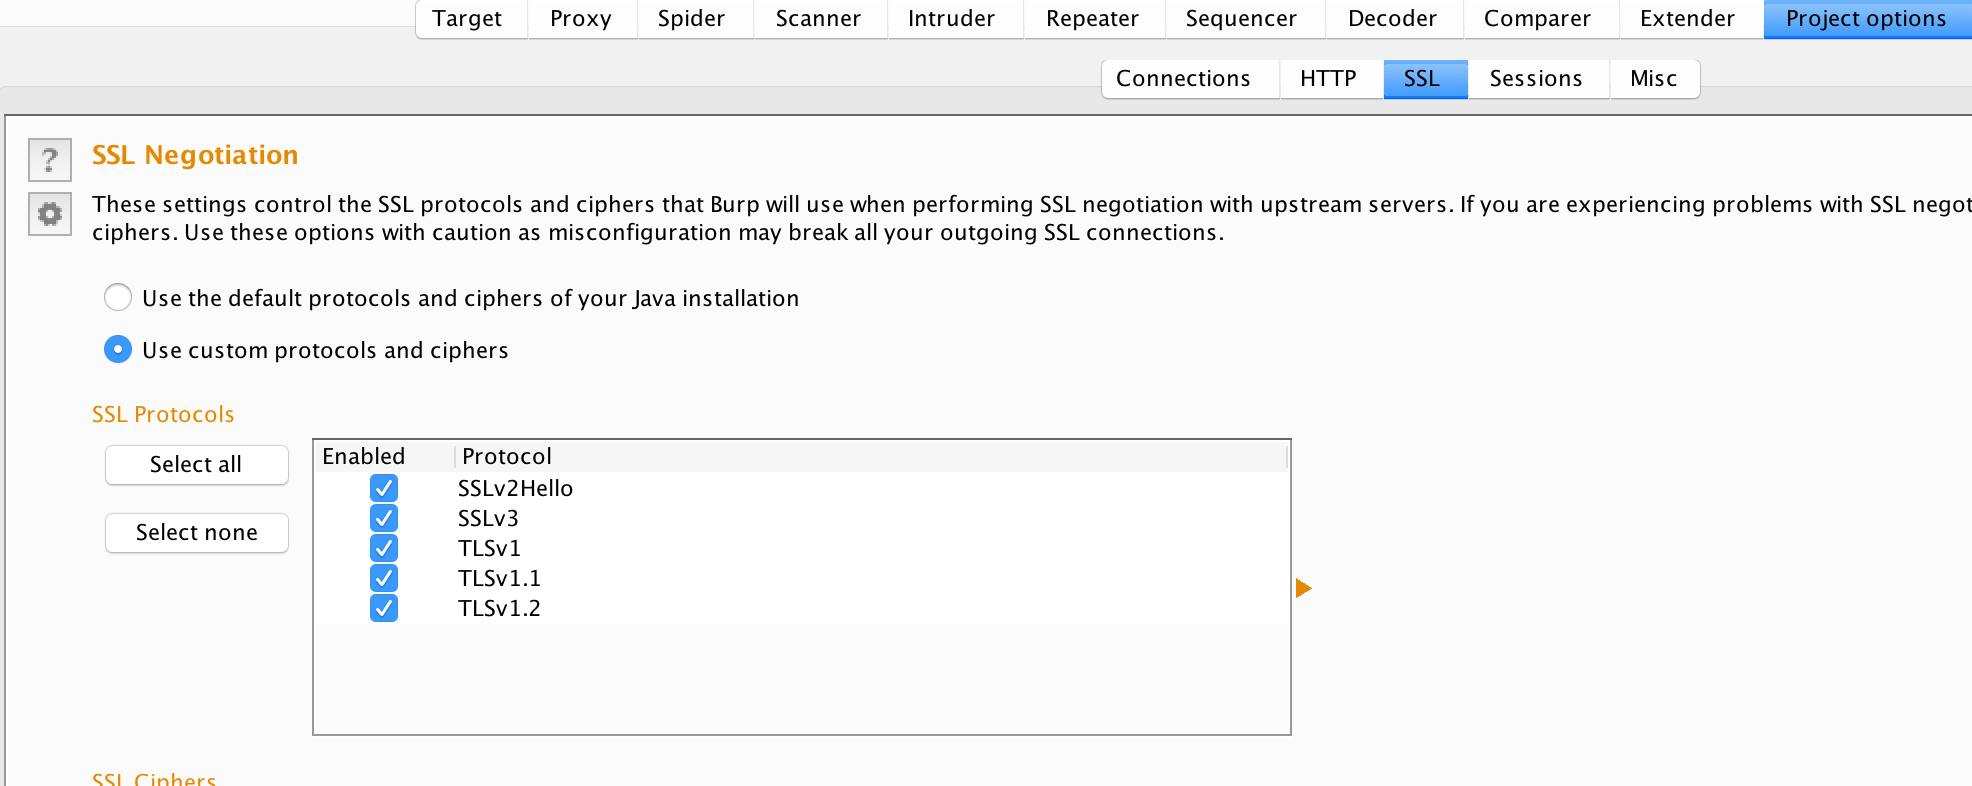 Target Proxy Spider Scanner Intruder Repeater Sequencer Decoder Comparer Extender Project options
Connections HTTP SSL Sessions Misc
? SSL Negotiation
These settings control the SSL protocols and ciphers that Burp will use when performing SSL negotiation with upstream servers. If you are experiencing problems with SSL negot
ciphers. Use these options with caution as misconfiguration may break all your outgoing SSL connections.
Use the default protocols and ciphers of your Java installation
Use custom protocols and ciphers
SSL Protocols
Select all
Select none
Enabled Protocol
SSLv2Hello
SSLv3
TLSv1
TLSv1.1
TLSv1.2
SSL Ciphers